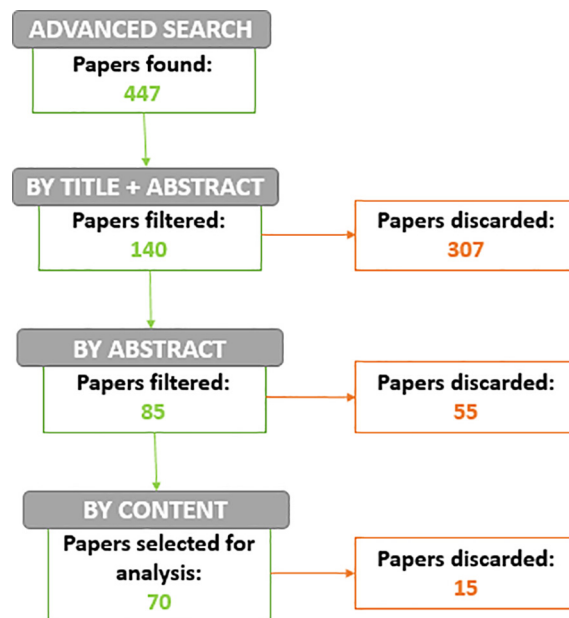 ADVANCED SEARCH
Papers found:
447
BY TITLE + ABSTRACT
Papers filtered:
140
Papers discarded:
307
BY ABSTRACT
Papers filtered:
85
Papers discarded:
55
BY CONTENT
Papers selected for
analysis:
70
Papers discarded:
15